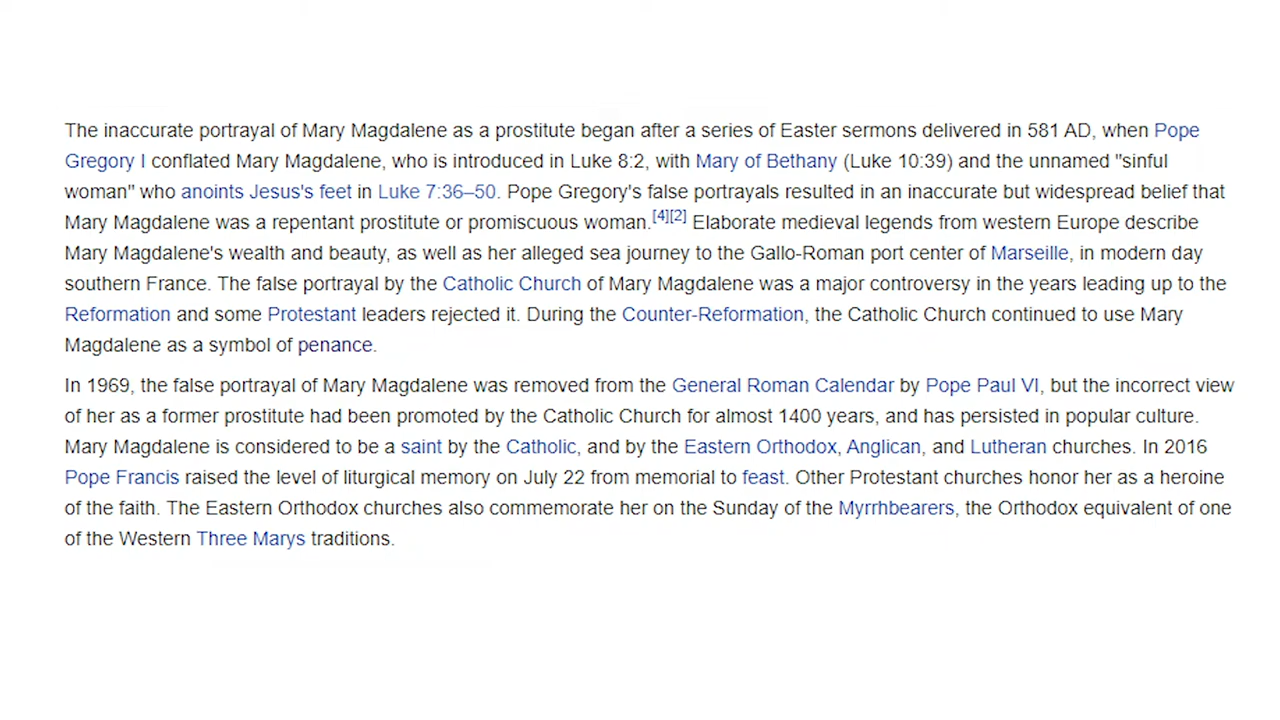 The inaccurate portrayal of Mary Magdalene as a prostitute began after a series of Easter sermons delivered in 581 AD, when Pope
Gregory I conflated Mary Magdalene, who is introduced in Luke 8:2, with Mary of Bethany (Luke 10:39) and the unnamed "sinful
woman" who anoints Jesus's feet in Luke 7:36–50. Pope Gregory's false portrayals resulted in an inaccurate but widespread belief that
Mary Magdalene was a repentant prostitute or promiscuous woman.[4][2] Elaborate medieval legends from western Europe describe
Mary Magdalene's wealth and beauty, as well as her alleged sea journey to the Gallo-Roman port center of Marseille, in modern day
southern France. The false portrayal by the Catholic Church of Mary Magdalene was a major controversy in the years leading up to the
Reformation and some Protestant leaders rejected it. During the Counter-Reformation, the Catholic Church continued to use Mary
Magdalene as a symbol of penance.
In 1969, the false portrayal of Mary Magdalene was removed from the General Roman Calendar by Pope Paul VI, but the incorrect view
of her as a former prostitute had been promoted by the Catholic Church for almost 1400 years, and has persisted in popular culture.
Mary Magdalene is considered to be a saint by the Catholic, and by the Eastern Orthodox, Anglican, and Lutheran churches. In 2016
Pope Francis raised the level of liturgical memory on July 22 from memorial to feast. Other Protestant churches honor her as a heroine
of the faith. The Eastern Orthodox churches also commemorate her on the Sunday of the Myrrhbearers, the Orthodox equivalent of one
of the Western Three Marys traditions.